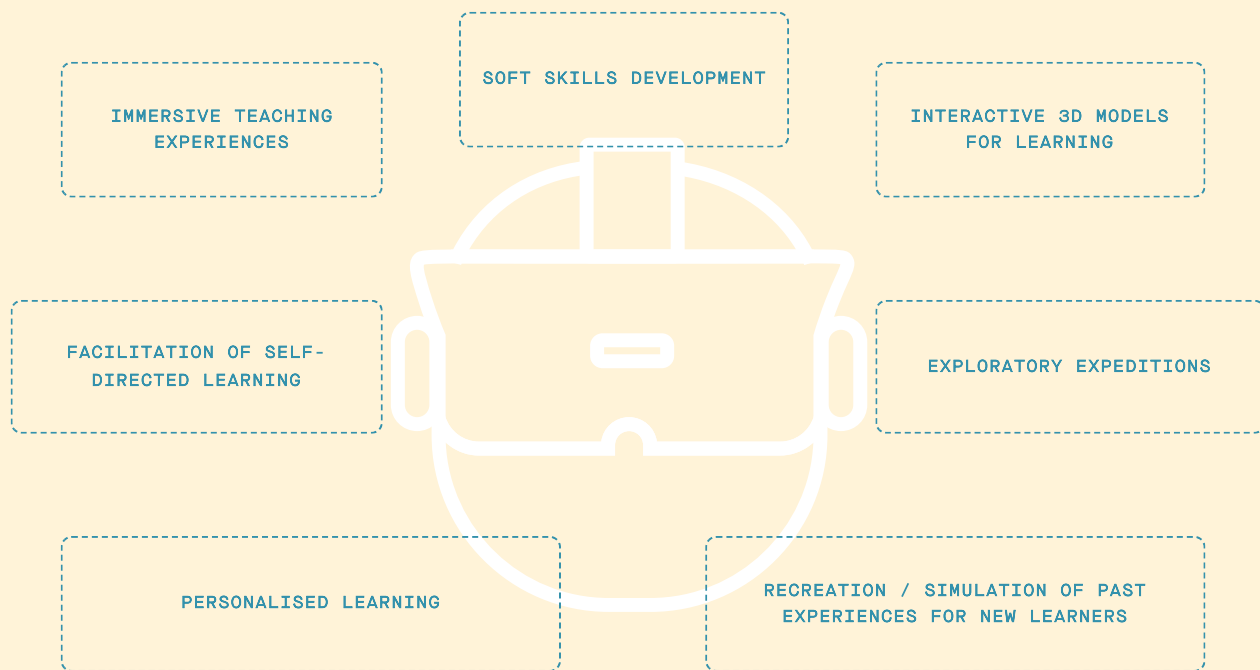 SOFT SKILLS DEVELOPMENT
IMMERSIVE TEACHING
EXPERIENCES
INTERACTIVE 3D MODELS
FOR LEARNING
FACILITATION OF SELF-
DIRECTED LEARNING
EXPLORATORY EXPEDITIONS
PERSONALISED LEARNING
RECREATION / SIMULATION OF PAST
EXPERIENCES FOR NEW LEARNERS